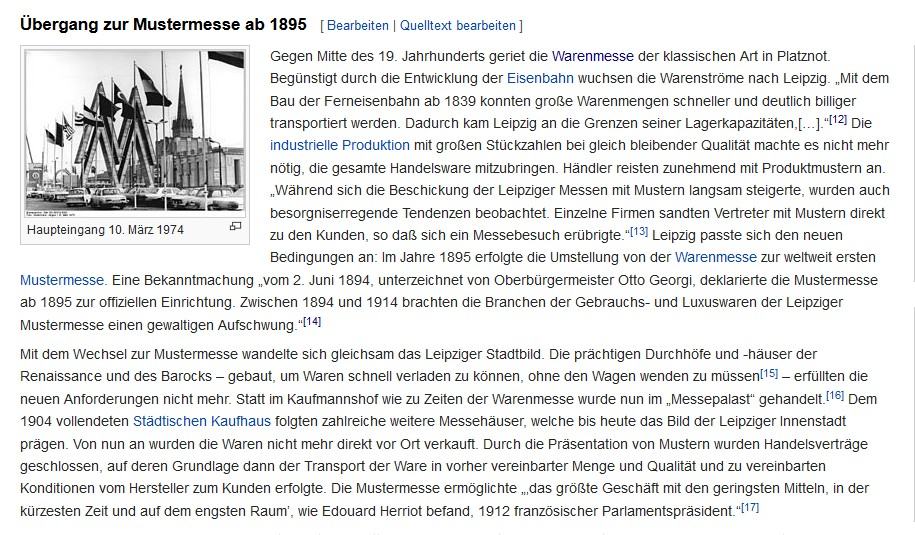 Übergang zur Mustermesse ab 1895 [ Bearbeiten | Quelltext bearbeiten ]
Haupteingang 10. März 1974
Gegen Mitte des 19. Jahrhunderts geriet die Warenmesse der klassischen Art in Platznot.
Begünstigt durch die Entwicklung der Eisenbahn wuchsen die Warenströme nach Leipzig. „Mit dem
Bau der Ferneisenbahn ab 1839 konnten große Warenmengen schneller und deutlich billiger
transportiert werden. Dadurch kam Leipzig an die Grenzen seiner Lagerkapazitäten,[…].“[12] Die
industrielle Produktion mit großen Stückzahlen bei gleich bleibender Qualität machte es nicht mehr
nötig, die gesamte Handelsware mitzubringen. Händler reisten zunehmend mit Produktmustern an.
„Während sich die Beschickung der Leipziger Messen mit Mustern langsam steigerte, wurden auch
besorgniserregende Tendenzen beobachtet. Einzelne Firmen sandten Vertreter mit Mustern direkt
zu den Kunden, so daß sich ein Messebesuch erübrigte.“[13] Leipzig passte sich den neuen
Bedingungen an: Im Jahre 1895 erfolgte die Umstellung von der Warenmesse zur weltweit ersten
Mustermesse. Eine Bekanntmachung „vom 2. Juni 1894, unterzeichnet von Oberbürgermeister Otto Georgi, deklarierte die Mustermesse
ab 1895 zur offiziellen Einrichtung. Zwischen 1894 und 1914 brachten die Branchen der Gebrauchs- und Luxuswaren der Leipziger
Mustermesse einen gewaltigen Aufschwung.“[14]
Mit dem Wechsel zur Mustermesse wandelte sich gleichsam das Leipziger Stadtbild. Die prächtigen Durchhöfe und -häuser der
Renaissance und des Barocks – gebaut, um Waren schnell verladen zu können, ohne den Wagen wenden zu müssen[15] – erfüllten die
neuen Anforderungen nicht mehr. Statt im Kaufmannshof wie zu Zeiten der Warenmesse wurde nun im „Messepalast“ gehandelt.[16] Dem
1904 vollendeten Städtischen Kaufhaus folgten zahlreiche weitere Messehäuser, welche bis heute das Bild der Leipziger Innenstadt
prägen. Von nun an wurden die Waren nicht mehr direkt vor Ort verkauft. Durch die Präsentation von Mustern wurden Handelsverträge
geschlossen, auf deren Grundlage dann der Transport der Ware in vorher vereinbarter Menge und Qualität und zu vereinbarten
Konditionen vom Hersteller zum Kunden erfolgte. Die Mustermesse ermöglichte „‚das größte Geschäft mit den geringsten Mitteln, in der
kürzesten Zeit und auf dem engsten Raum’, wie Edouard Herriot befand, 1912 französischer Parlamentspräsident.“[17]